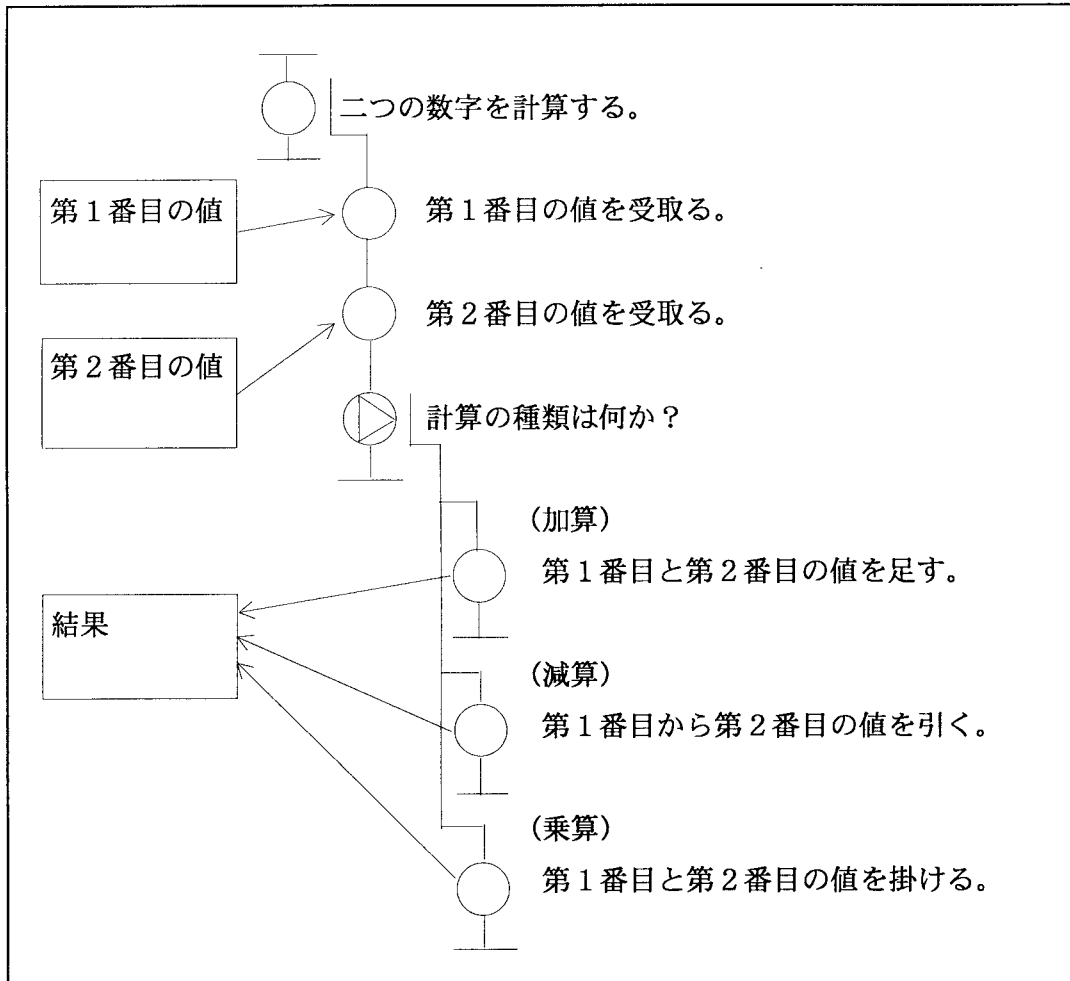 二つの数字を計算する。
第１番目の値
第１番目の値を受取る。
第２番目の値を受取る。
第２番目の値
計算の種類は何か？
（加算）
第１番目と第２番目の値を足す。
結果
（減算）
第１番目から第２番目の値を引く。
（乗算）
第１番目と第２番目の値を掛ける。